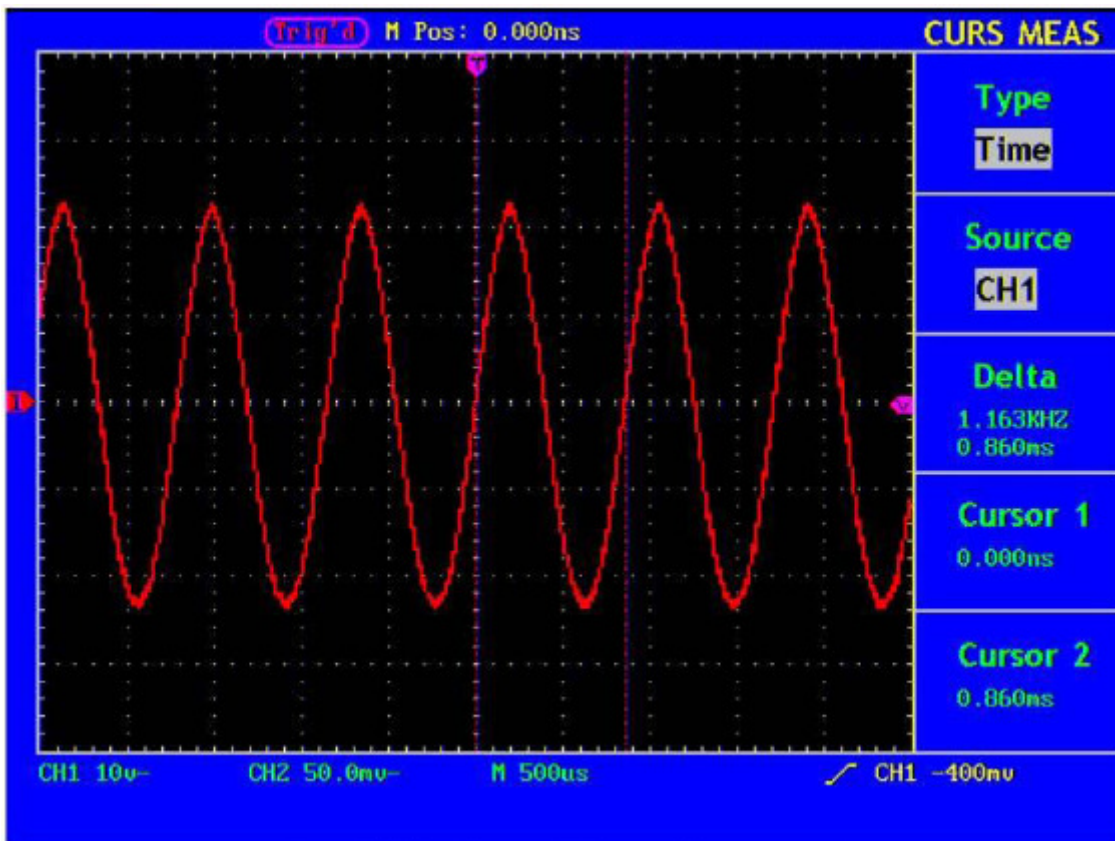 Trig'd M Pos: 0.000ns CURS MEAS
T
Type
Time
Source
CH1
1
Delta
1.163KHZ
0.860ms
Cursor 1
0.000ns
Cursor 2
0.860ms
CH1 10v- CH2 50.0mv- M 500us CH1 -400mv